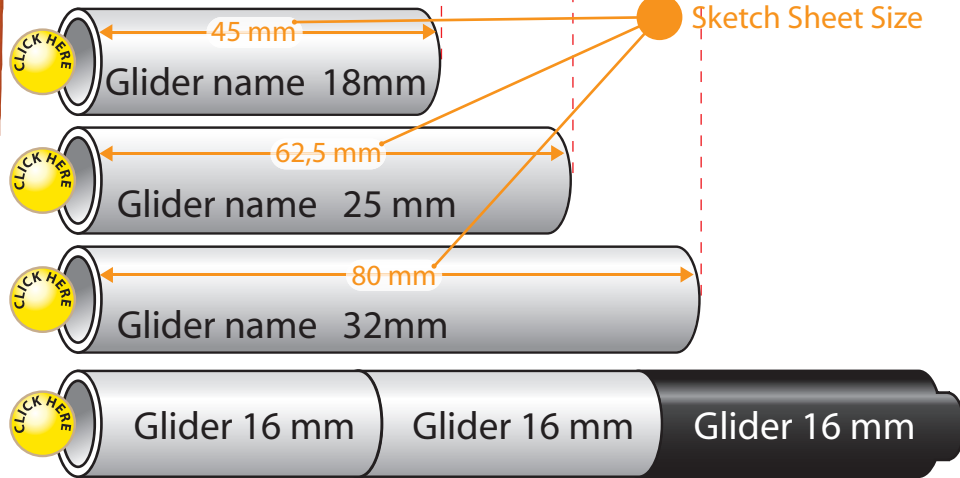 45 mm
Sketch Sheet Size
CLICK HERE
Glider name 18mm
62,5 mm
CLICK HERE
Glider name 25 mm
80 mm
CLICK HERE
Glider name 32mm
CLICK HERE
Glider 16 mm Glider 16 mm Glider 16 mm